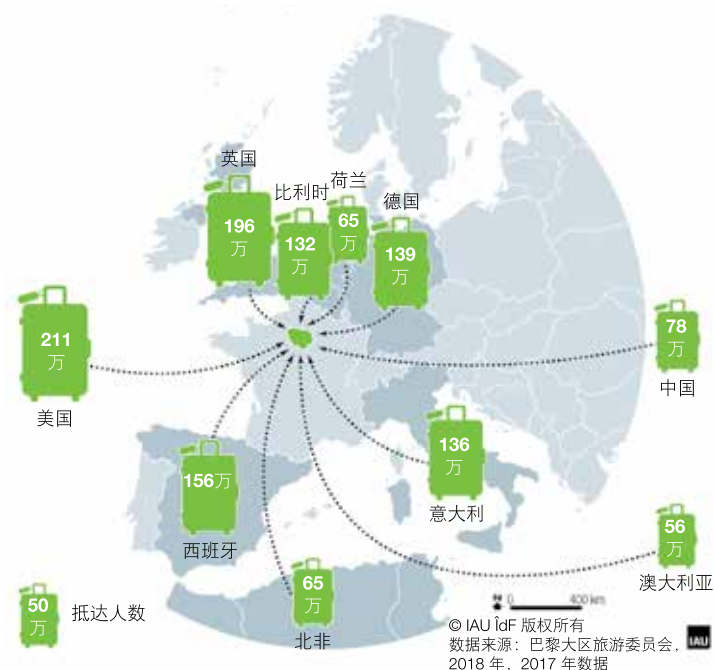 英国
196
万
比利时
132
万
荷兰
65
万
德国
139
万
211
万
美国
78
万
中国
156万
西班牙
136
万
意大利
65
万
北非
56
万
澳大利亚
50
万
抵达人数
N 0 400 km
© IAU ÎdF 版权所有
数据来源：巴黎大区旅游委员会，
2018 年，2017 年数据
IAU